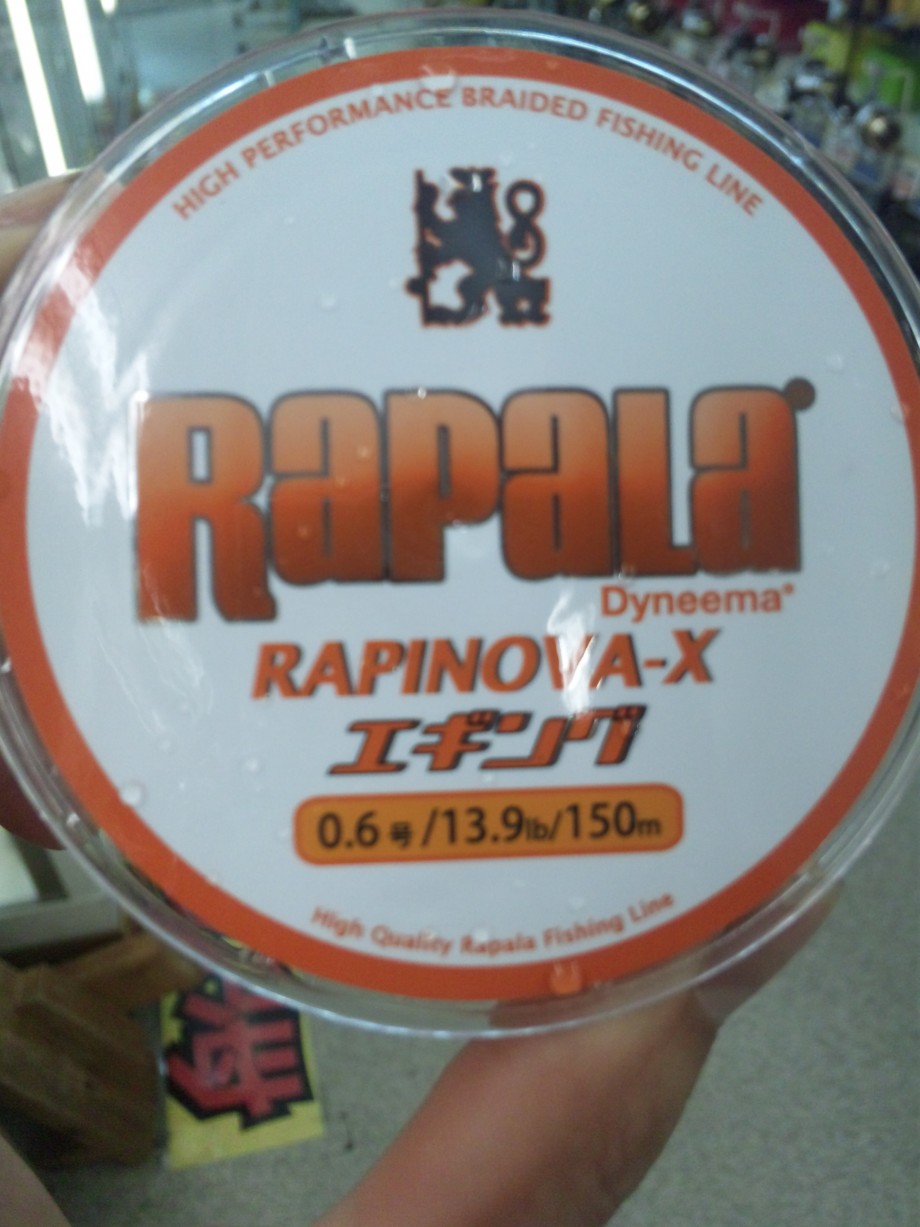 HIGH PERFORMANCE BRAIDED FISHING LINE
Rapala
Dyneema®
RAPINOVA-X
エギング
0.6号/13.9lb/150m
High Quality Rapala Fishing Line